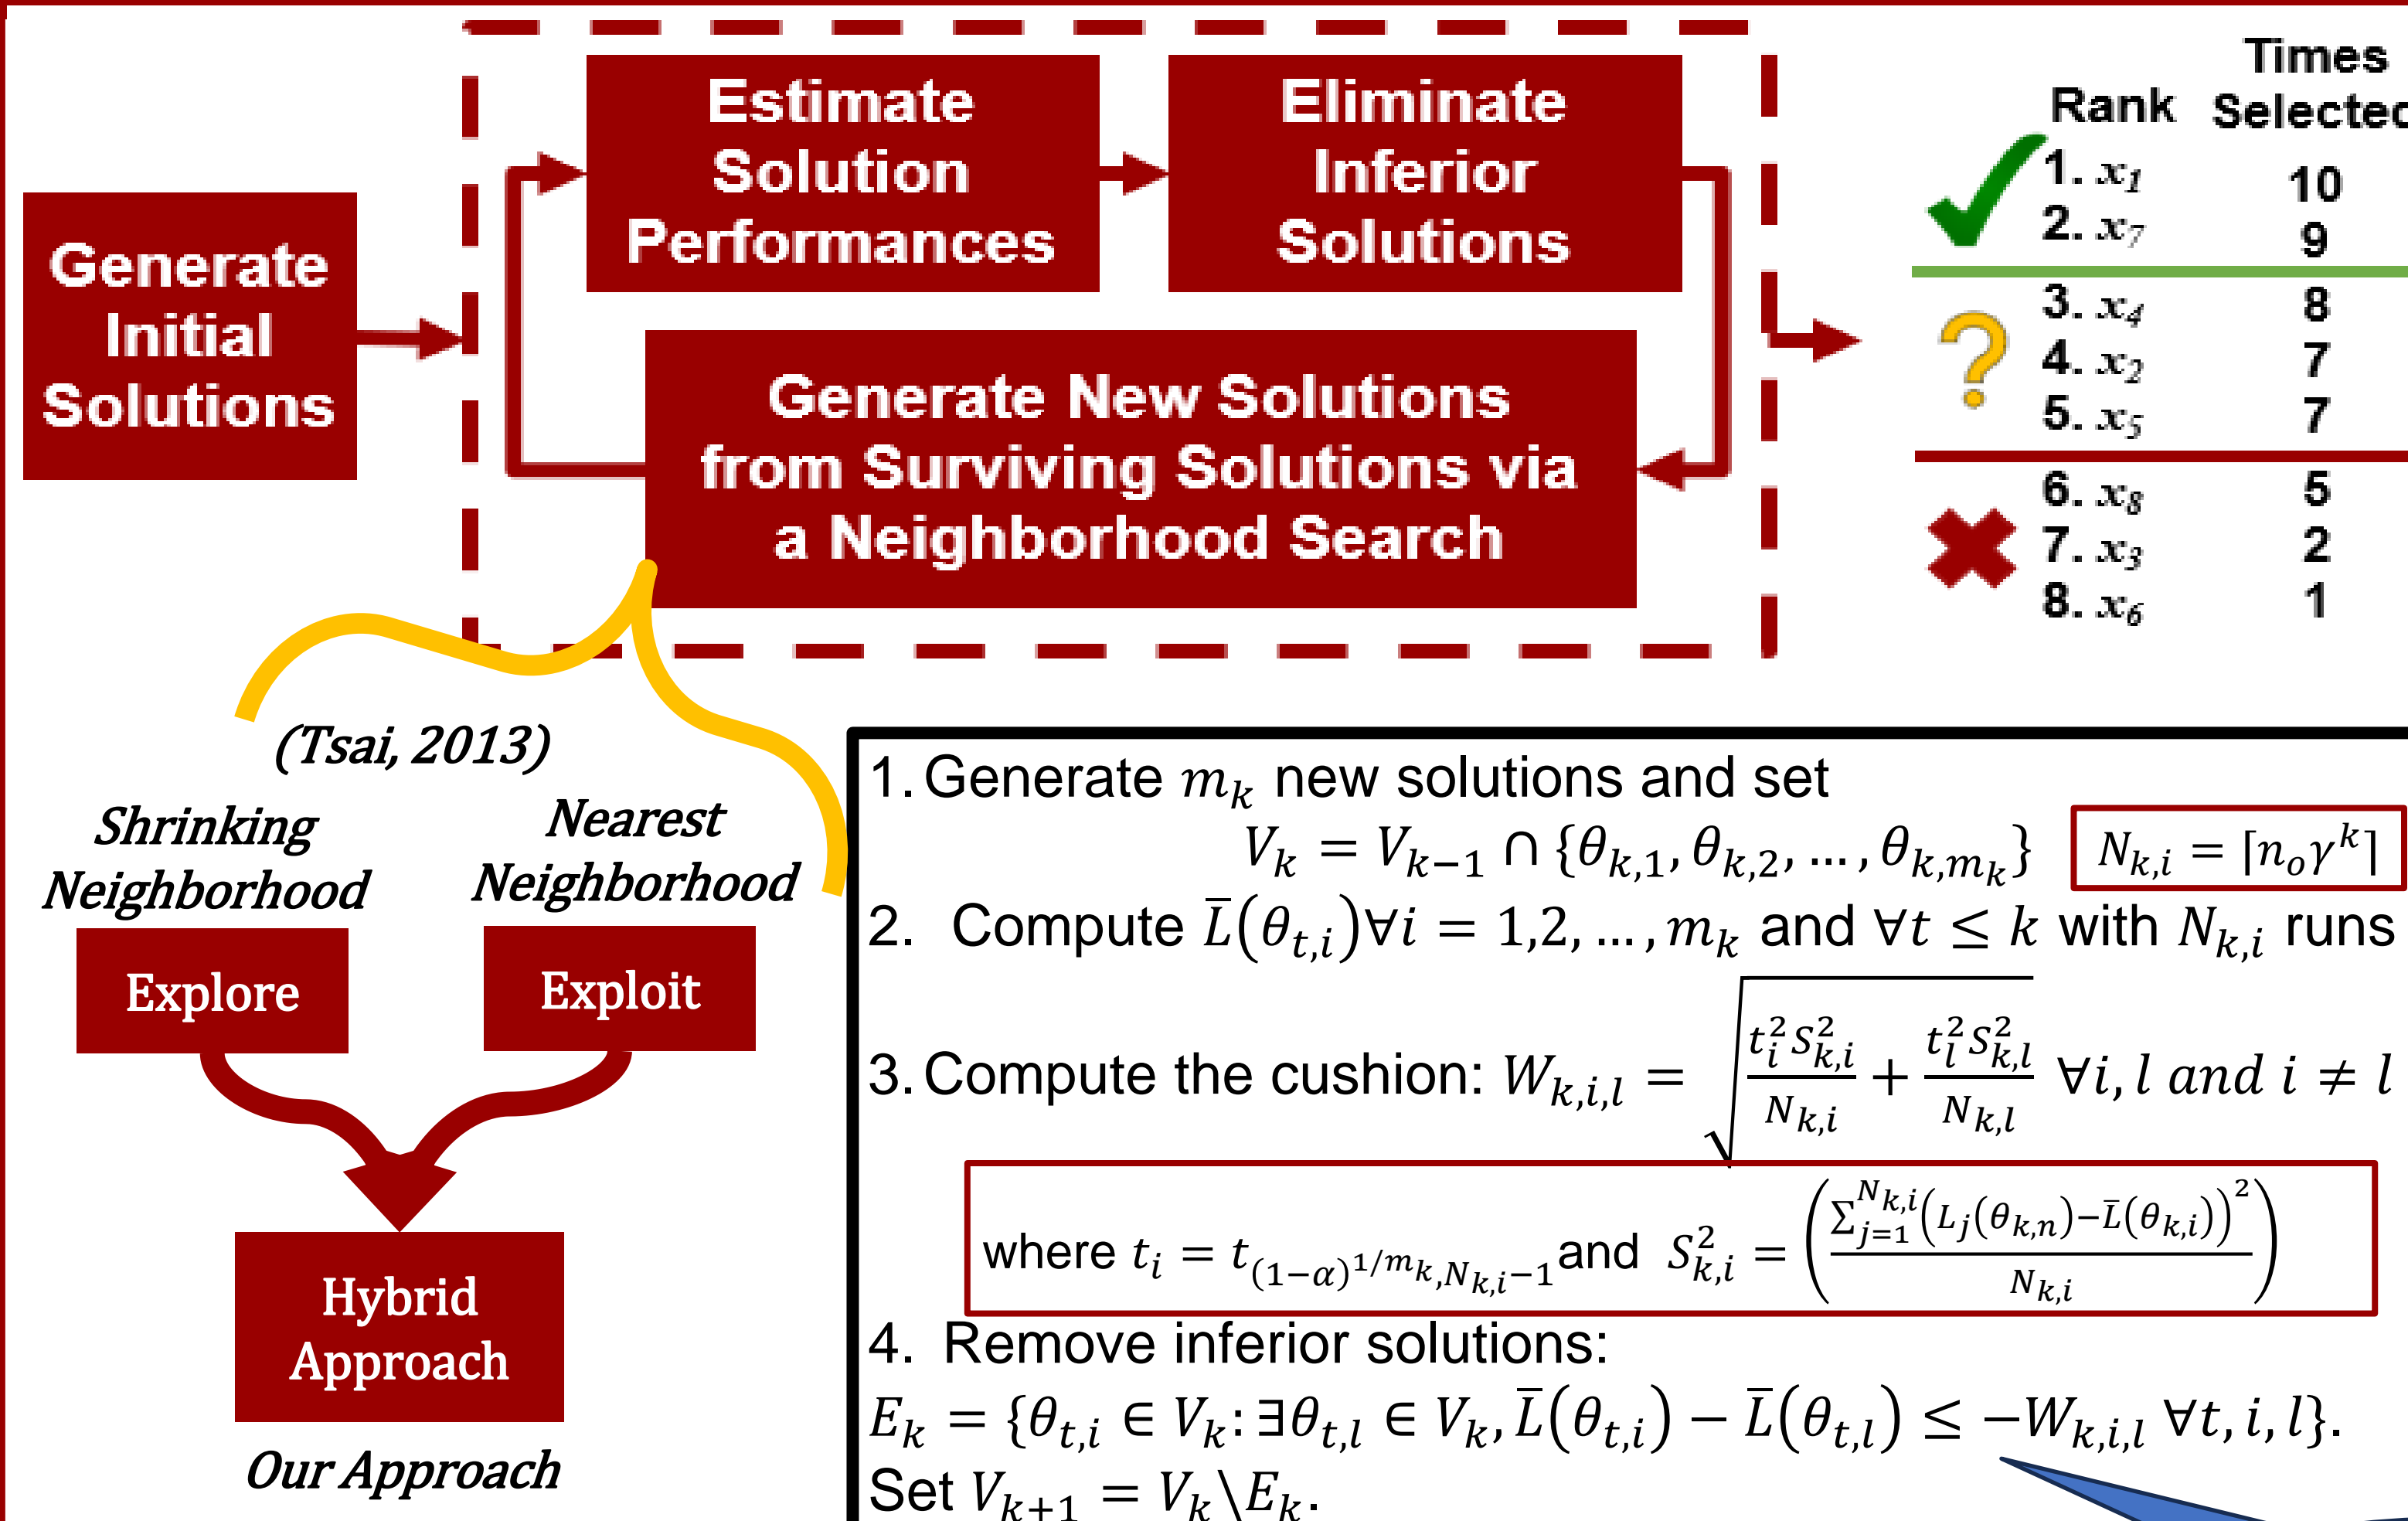 Generate
Initial
Solutions
Estimate
Solution
Performances
Eliminate
Inferior
Solutions
Generate New Solutions
from Surviving Solutions via
a Neighborhood Search
Times
Rank Selected
1. x₁ 10
2. x₇ 9
3. x₄ 8
4. x₂ 7
5. x₅ 7
6. x₈ 5
7. x₃ 2
8. x₆ 1
?
(Tsai, 2013)
Shrinking
Neighborhood
Nearest
Neighborhood
Explore
Exploit
Hybrid
Approach
Our Approach
1. Generate m_k new solutions and set
V_k = V_{k−1} ∩ {θ_{k,1}, θ_{k,2}, … , θ_{k,m_k}}
N_{k,i} = ⌈n_o γ^k⌉
2. Compute L̄(θ_{t,i})∀i = 1,2, … , m_k and ∀t ≤ k with N_{k,i} runs
3. Compute the cushion: W_{k,i,l} = √(t_i^2 S_{k,i}^2 / N_{k,i} + t_l^2 S_{k,l}^2 / N_{k,l}) ∀i, l and i ≠ l
where t_i = t_{(1−α)^{1/m_k}, N_{k,i}−1} and S_{k,i}^2 = (∑_{j=1}^{N_{k,i}} (L_j(θ_{k,n})−L̄(θ_{k,i}))^2 / N_{k,i})
4. Remove inferior solutions:
E_k = {θ_{t,i} ∈ V_k: ∃θ_{t,l} ∈ V_k, L̄(θ_{t,i}) − L̄(θ_{t,l}) ≤ −W_{k,i,l} ∀t, i, l}.
Set V_{k+1} = V_k\E_k.